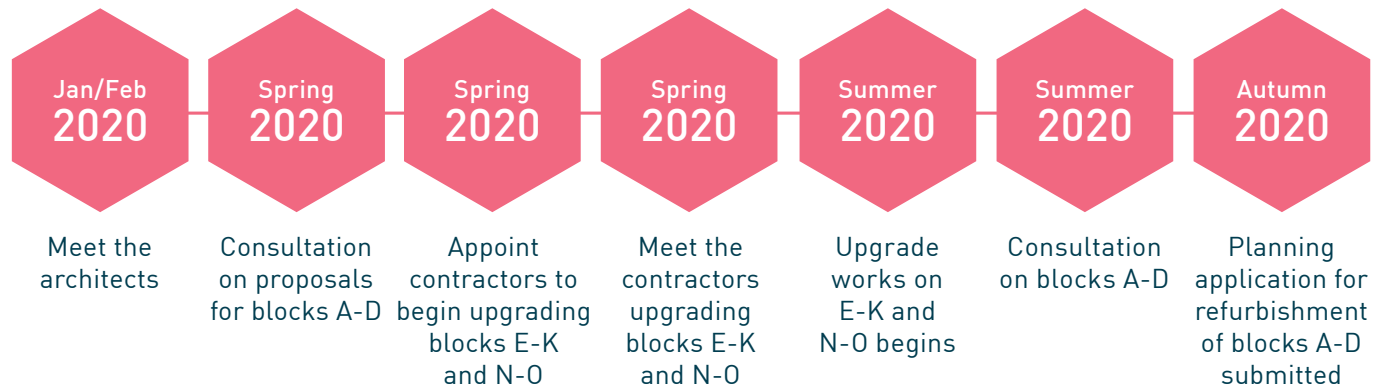 Jan/Feb
2020
Meet the
architects
Spring
2020
Consultation
on proposals
for blocks A-D
Spring
2020
Appoint
contractors to
begin upgrading
blocks E-K
and N-O
Spring
2020
Meet the
contractors
upgrading
blocks E-K
and N-O
Summer
2020
Upgrade
works on
E-K and
N-O begins
Summer
2020
Consultation
on blocks A-D
Autumn
2020
Planning
application for
refurbishment
of blocks A-D
submitted